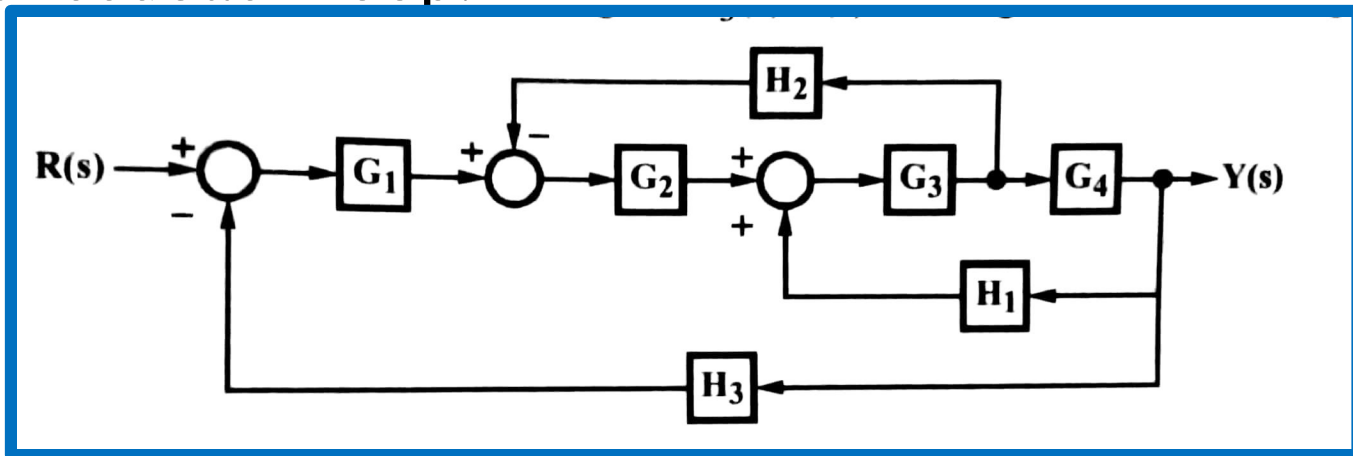 H₂
R(s) + G₁ + − G₂ + G₃ G₄ Y(s)
− +
H₁
H₃